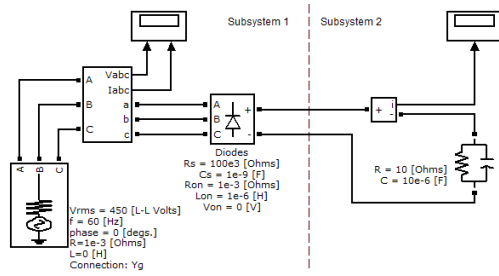 Subsystem 1
Subsystem 2
Vabc
Iabc
A
a
A
+
+
i
-
B
b
B
C
c
C
-
Diodes
Rs = 100e3 [Ohms]
Cs = 1e-9 [F]
Ron = 1e-3 [Ohms]
Lon = 1e-6 [H]
Von = 0 [V]
R = 10 [Ohms]
C = 10e-6 [F]
A
B
C
Vrms = 450 [L-L Volts]
f = 60 [Hz]
phase = 0 [degs.]
R=1e-3 [Ohms]
L=0 [H]
Connection: Yg